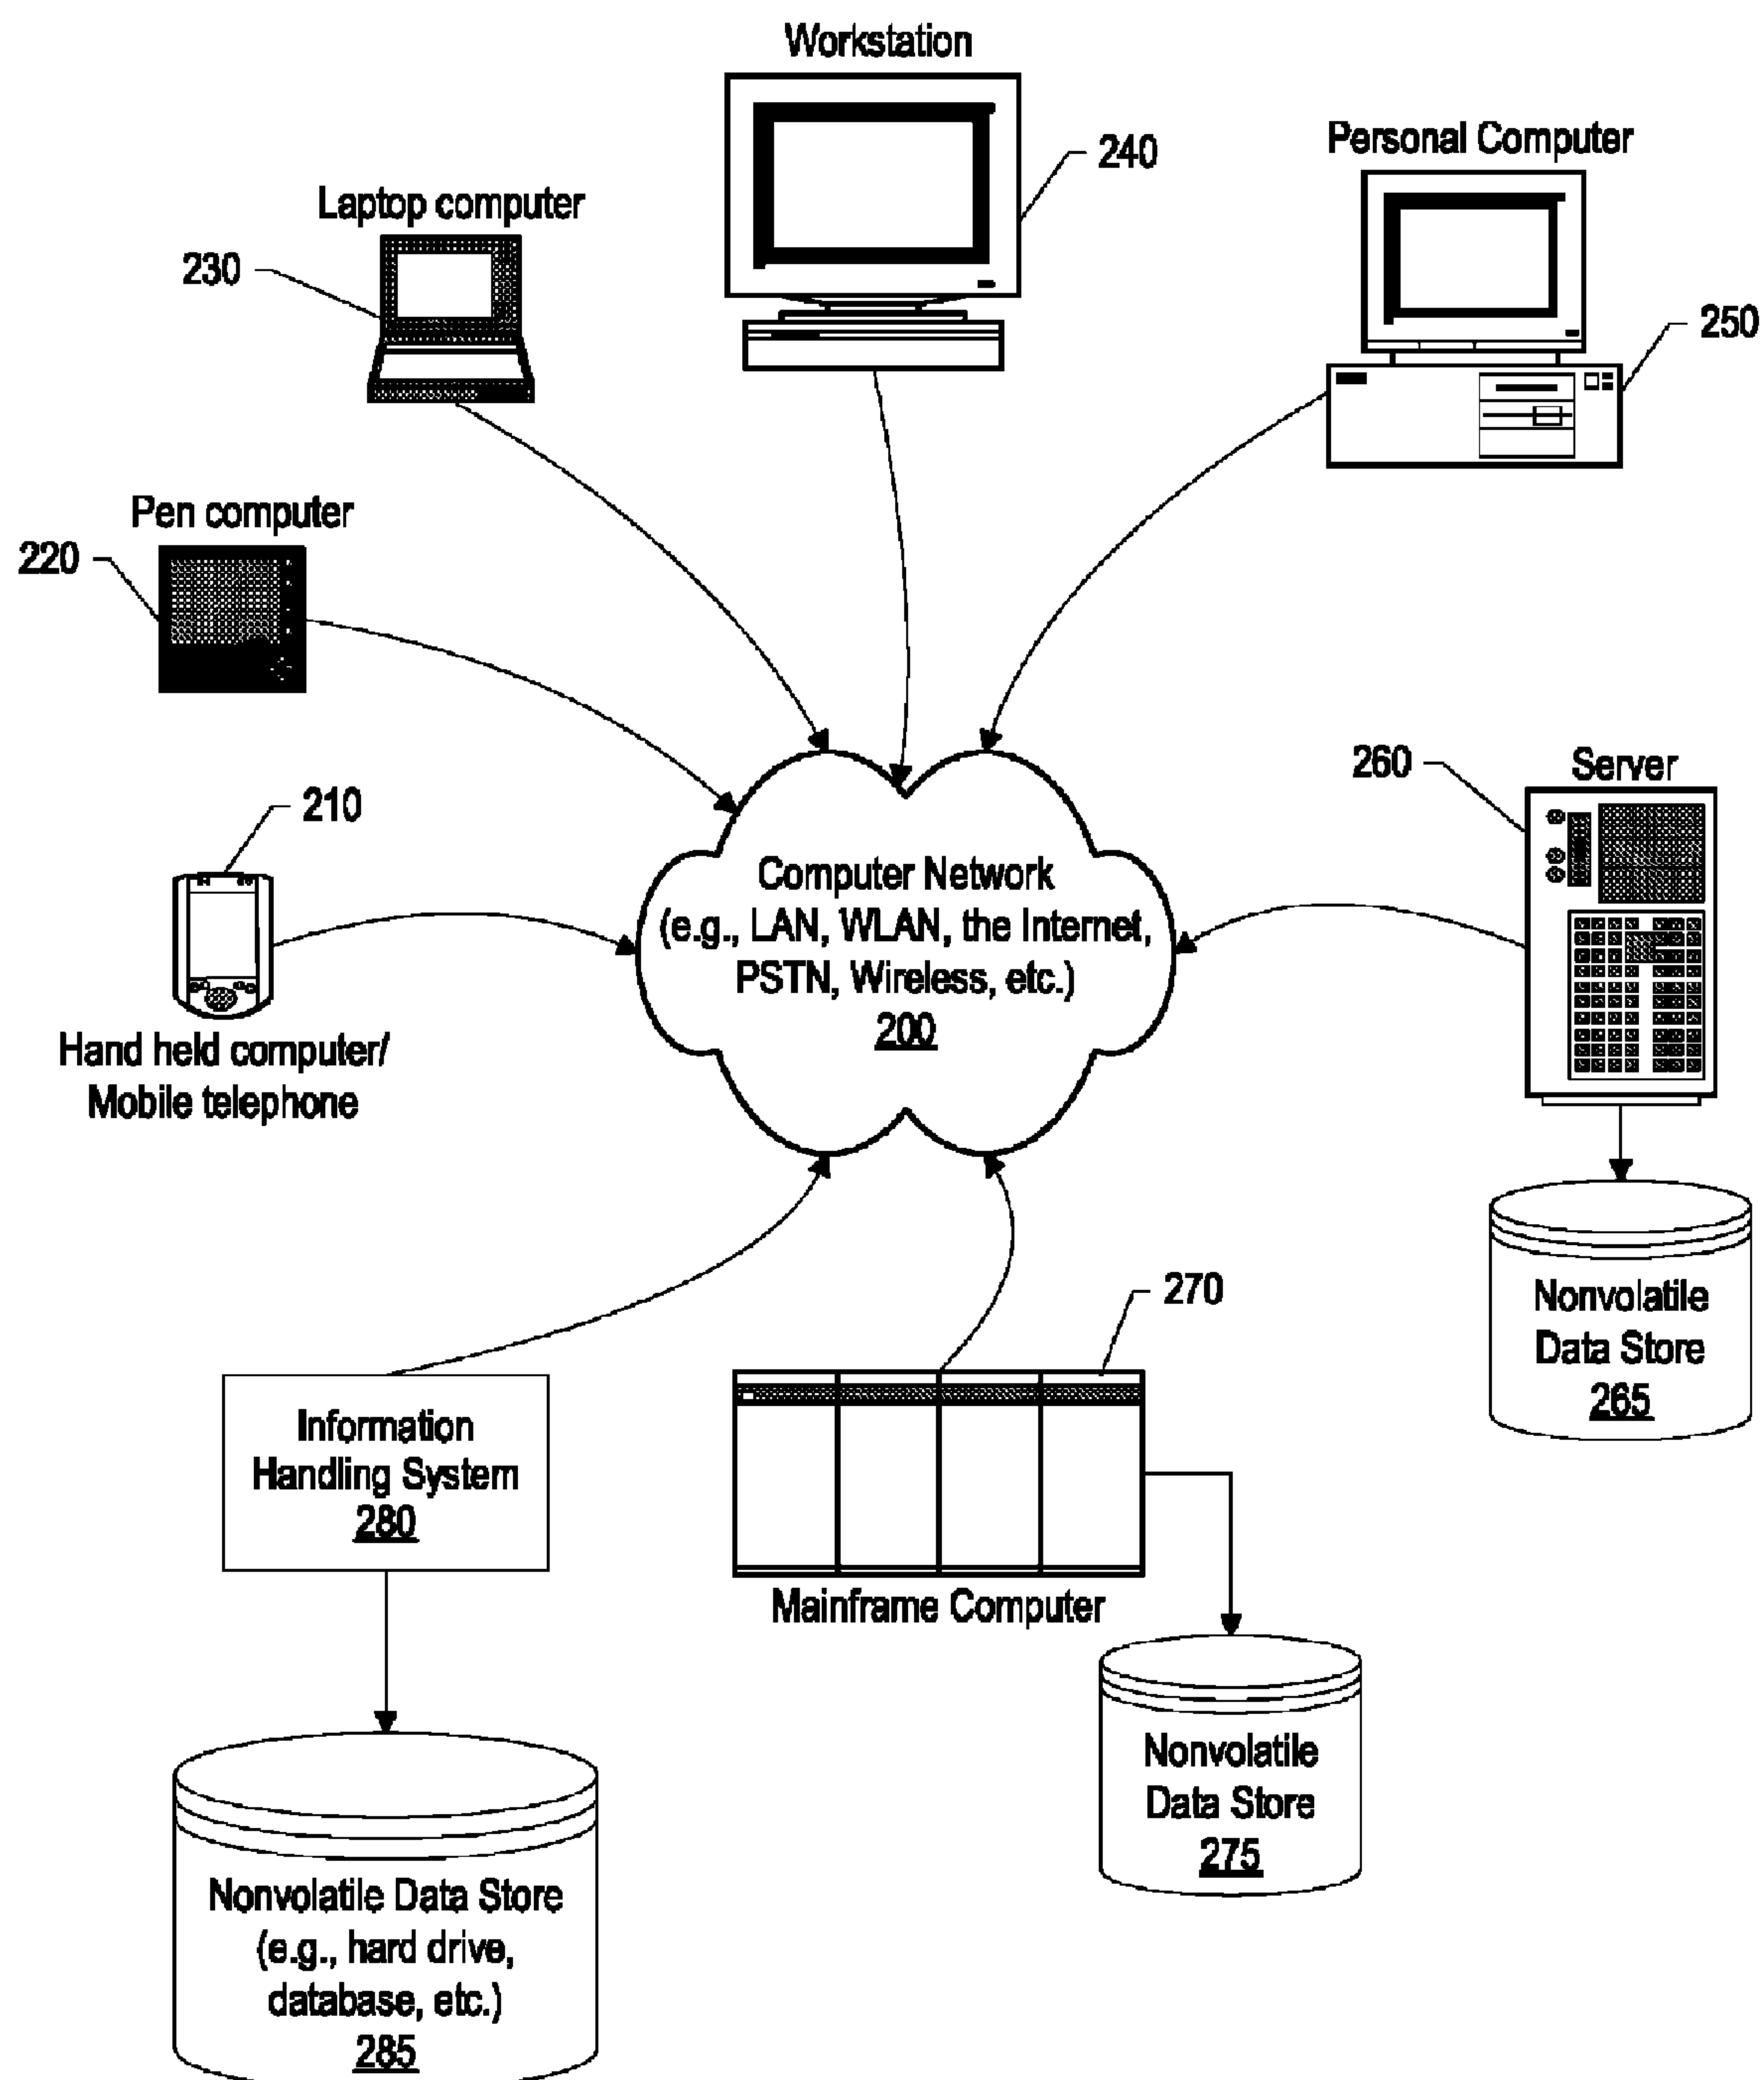 Workstation
240
Personal Computer
250
Laptop computer
230
Pen computer
220
210
Hand held computer/
Mobile telephone
Computer Network
(e.g., LAN, WLAN, the Internet,
PSTN, Wireless, etc.)
200
260
Server
Nonvolatile
Data Store
265
270
Mainframe Computer
Nonvolatile
Data Store
275
Information
Handling System
280
Nonvolatile Data Store
(e.g., hard drive,
database, etc.)
285